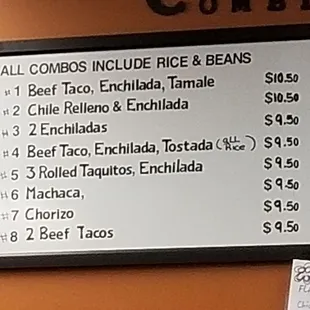 COMB
ALL COMBOS INCLUDE RICE & BEANS
#1 Beef Taco, Enchilada, Tamale $10.50
#2 Chile Relleno & Enchilada $10.50
#3 2 Enchiladas $9.50
#4 Beef Taco, Enchilada, Tostada (all Rice) $9.50
#5 3 Rolled Taquitos, Enchilada $9.50
#6 Machaca, $9.50
#7 Chorizo $9.50
#8 2 Beef Tacos $9.50